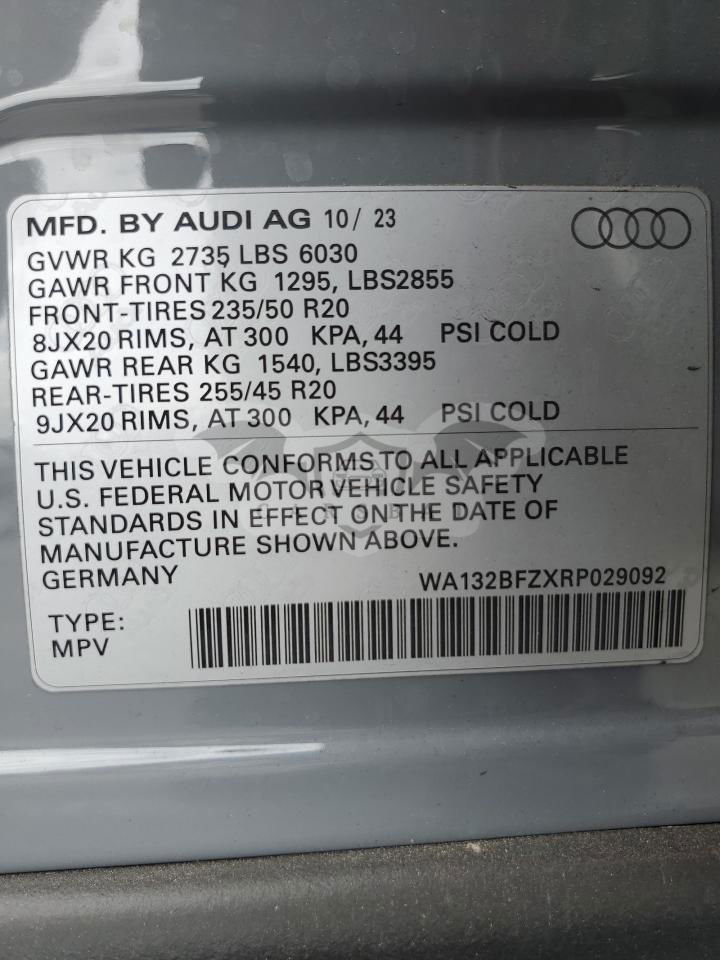 MFD. BY AUDI AG 10/ 23
GVWR KG 2735 LBS 6030
GAWR FRONT KG 1295, LBS2855
FRONT-TIRES 235/50 R20
8JX20 RIMS, AT 300 KPA, 44 PSI COLD
GAWR REAR KG 1540, LBS3395
REAR-TIRES 255/45 R20
9JX20 RIMS, AT 300 KPA, 44 PSI COLD
THIS VEHICLE CONFORMS TO ALL APPLICABLE
U.S. FEDERAL MOTOR VEHICLE SAFETY
STANDARDS IN EFFECT ON THE DATE OF
MANUFACTURE SHOWN ABOVE.
GERMANY WA132BFZXRP029092
TYPE:
MPV